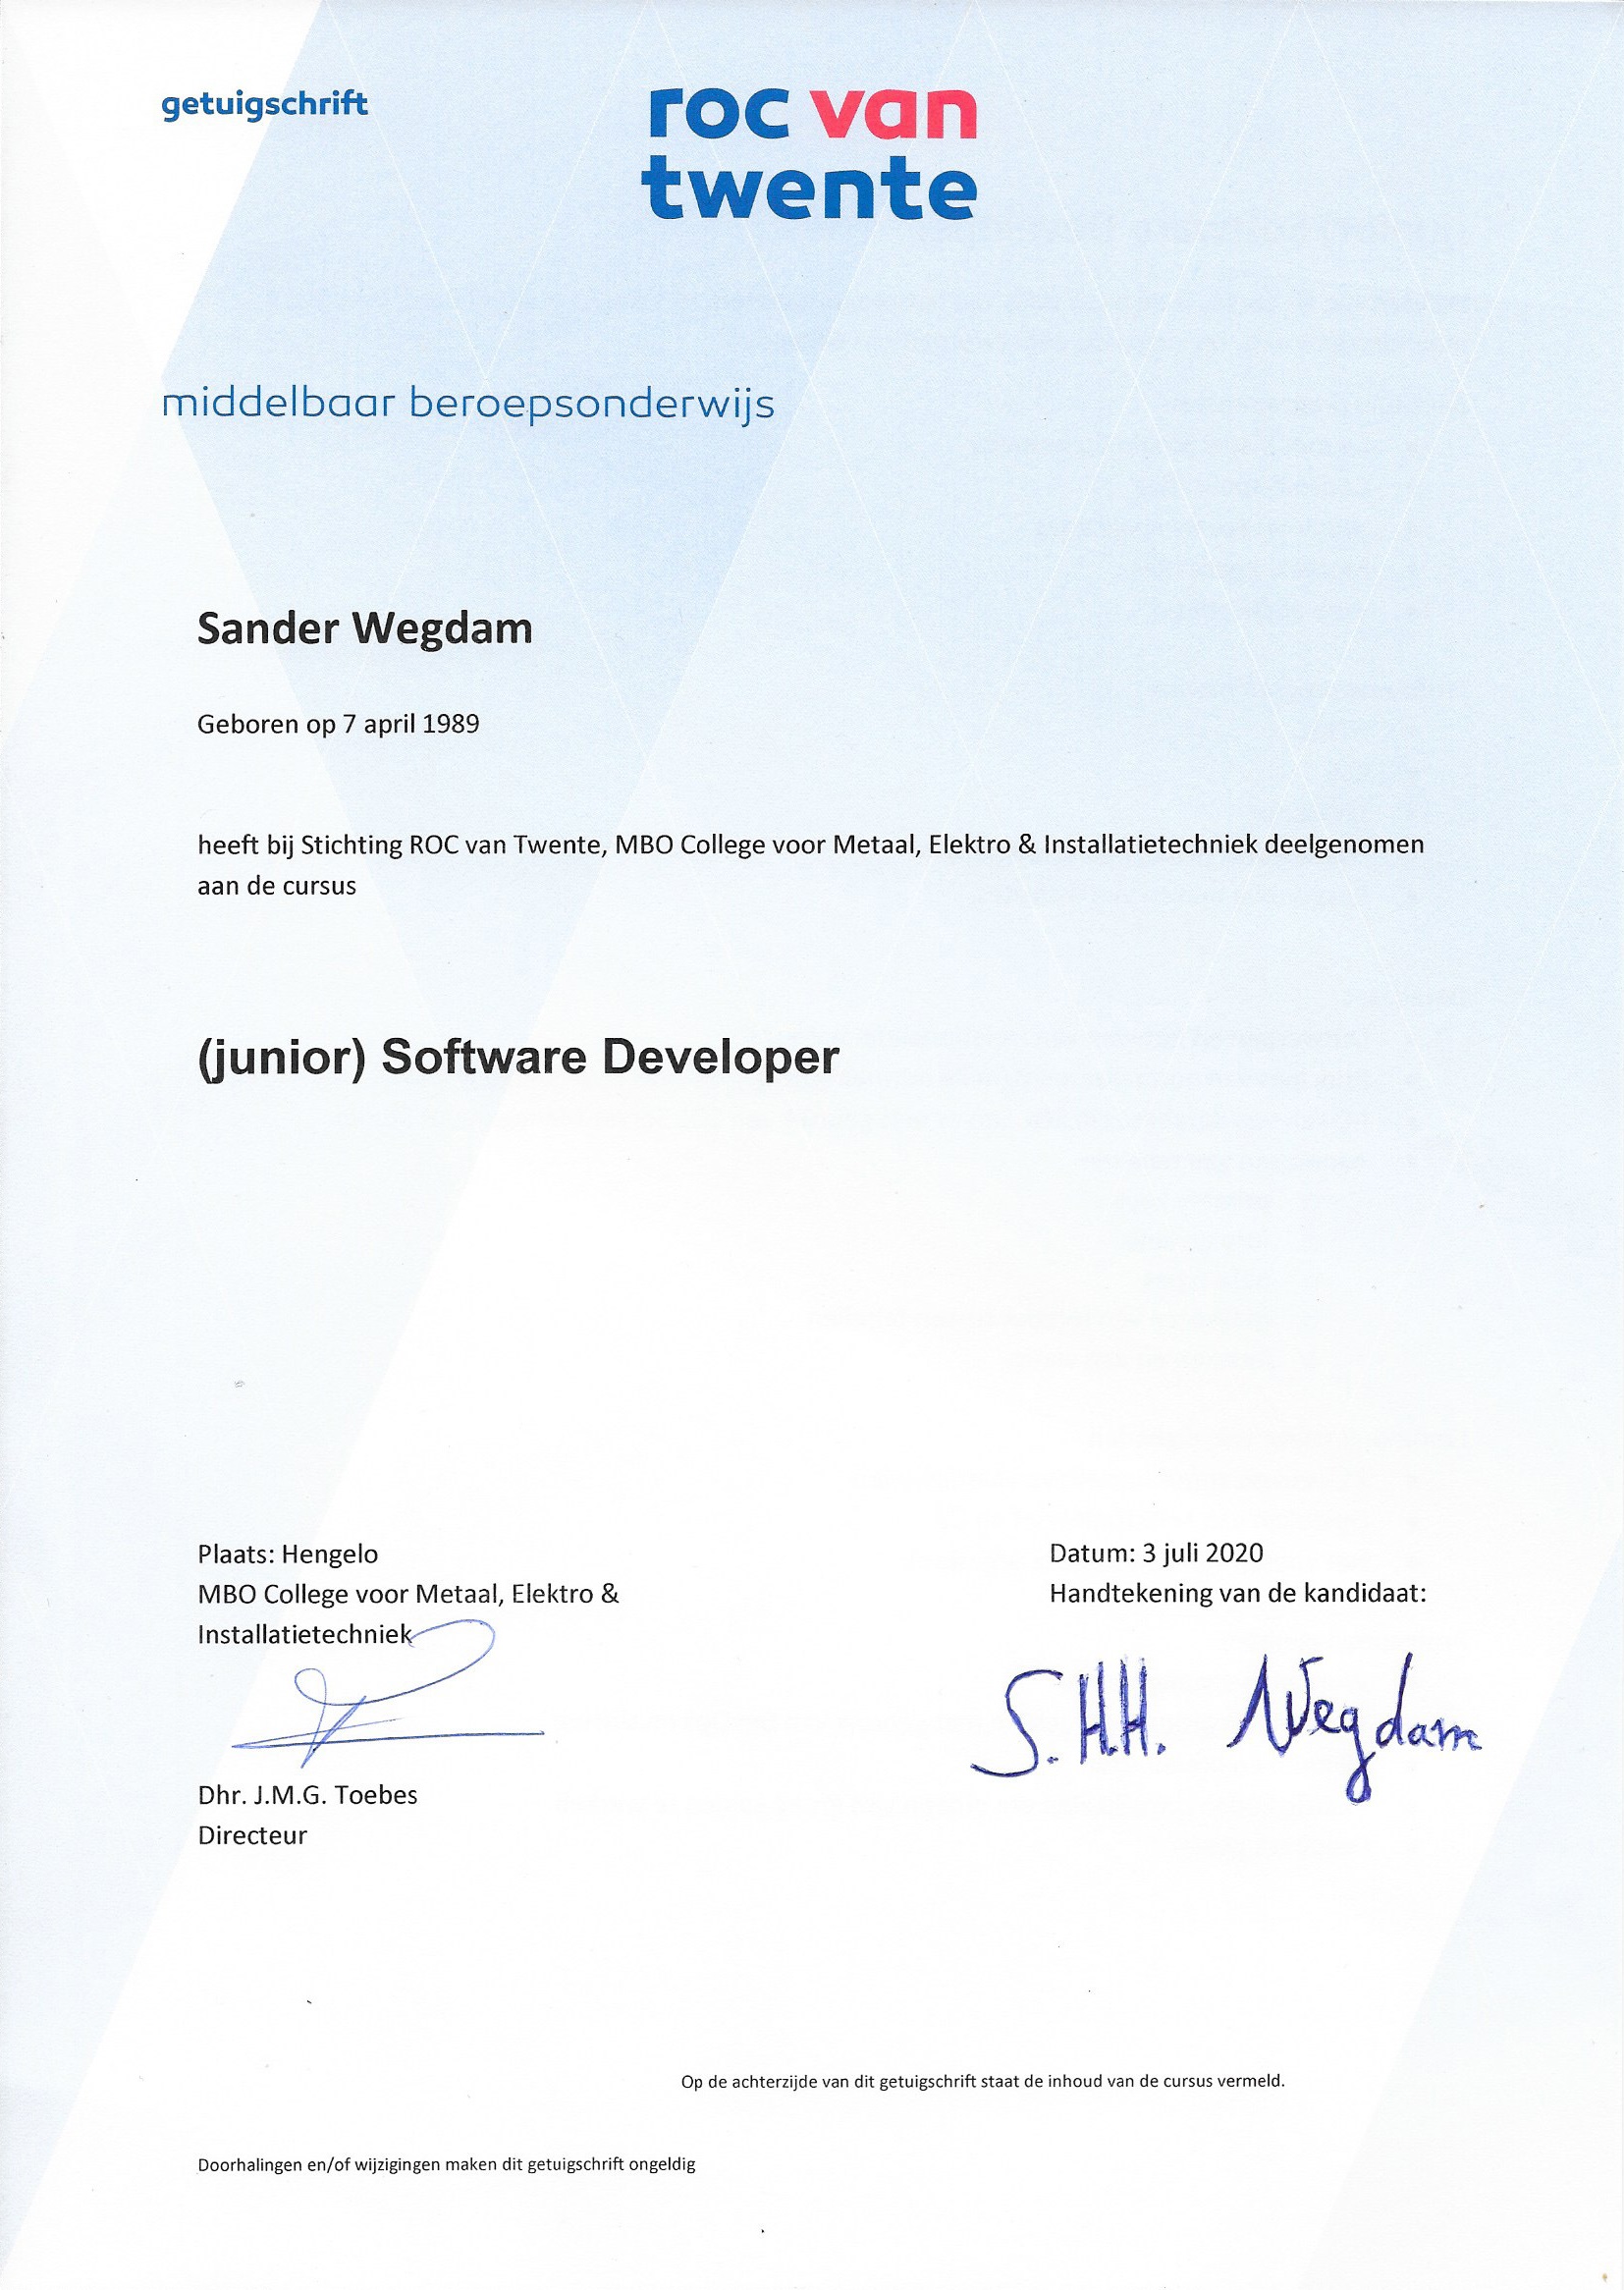 getuigschrift
roc van
twente
middelbaar beroepsonderwijs
Sander Wegdam
Geboren op 7 april 1989
heeft bij Stichting ROC van Twente, MBO College voor Metaal, Elektro & Installatietechniek deelgenomen
aan de cursus
(junior) Software Developer
Plaats: Hengelo
MBO College voor Metaal, Elektro &
Installatietechniek
Dhr. J.M.G. Toebes
Directeur
Datum: 3 juli 2020
Handtekening van de kandidaat:
S.H.H. Wegdam
Op de achterzijde van dit getuigschrift staat de inhoud van de cursus vermeld.
Doorhalingen en/of wijzigingen maken dit getuigschrift ongeldig